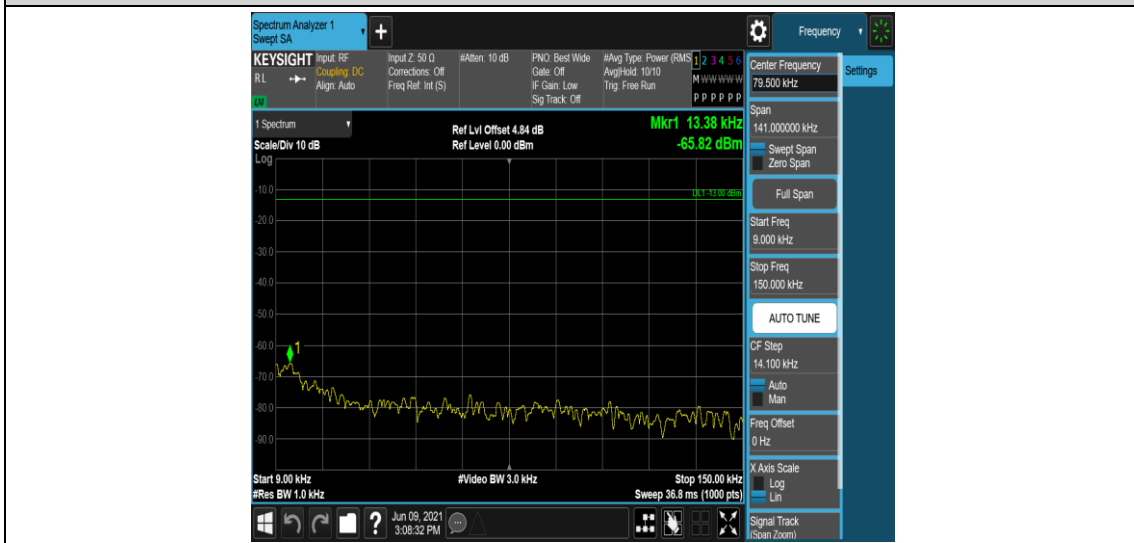 Spectrum Analyzer 1
Swept SA
+
Frequency
KEYSIGHT
RL
Input: RF
Coupling: DC
Align: Auto
Input Z: 50 Ω
Corrections: Off
Freq Ref: Int (S)
#Atten: 10 dB
PNO: Best Wide
Gate: Off
IF Gain: Low
Sig Track: Off
#Avg Type: Power (RMS
Avg|Hold: 10/10
Trig: Free Run
1 2 3 4 5 6
M W W W W W
P P P P P P
Center Frequency
79.500 kHz
Settings
Span
141.000000 kHz
Swept Span
Zero Span
Full Span
Start Freq
9.000 kHz
Stop Freq
150.000 kHz
AUTO TUNE
CF Step
14.100 kHz
Auto
Man
Freq Offset
0 Hz
X Axis Scale
Log
Lin
Signal Track
(Span Zoom)
1 Spectrum
Scale/Div 10 dB
Ref Lvl Offset 4.84 dB
Ref Level 0.00 dBm
Mkr1 13.38 kHz
-65.82 dBm
Log
DL1 -13.00 dBm
-10.0
-20.0
-30.0
-40.0
-50.0
-60.0
1
-70.0
-80.0
-90.0
Start 9.00 kHz
#Video BW 3.0 kHz
Stop 150.00 kHz
#Res BW 1.0 kHz
Sweep 36.8 ms (1000 pts)
?
Jun 09, 2021
3:08:32 PM